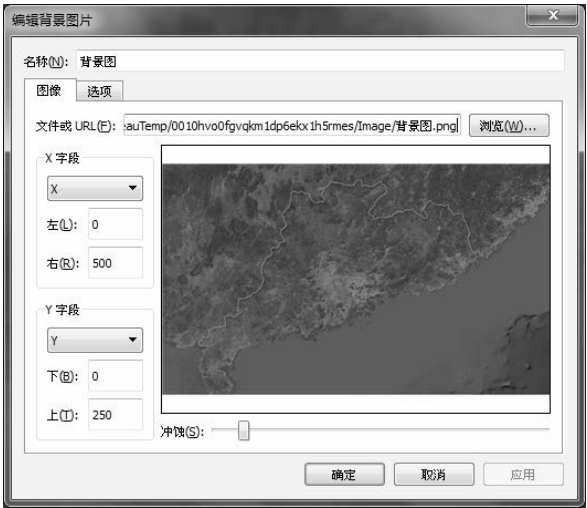 编辑背景图片
名称(N): 背景图
图像 选项
文件或 URL(F): :auTemp/0010hvo0fgvqkm1dp6ekx1h5rmes/Image/背景图.png 浏览(W)...
X 字段
X
左(L): 0
右(R): 500
Y 字段
Y
下(B): 0
上(T): 250
冲蚀(S):
确定 取消 应用